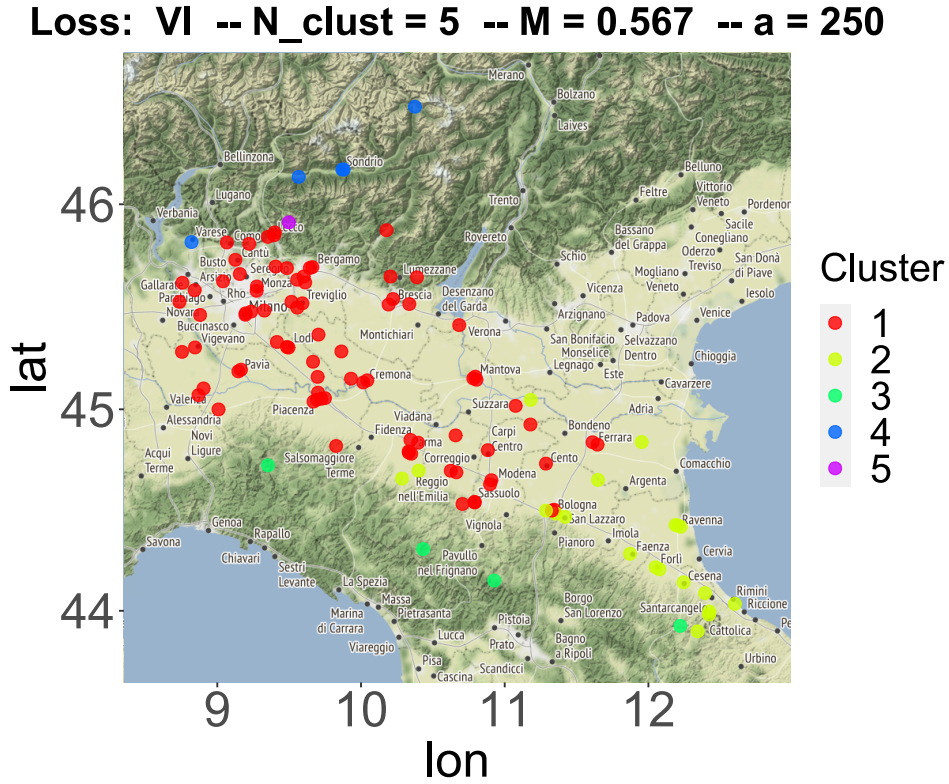 Loss: VI -- N_clust = 5 -- M = 0.567 -- a = 250
Merano
Bolzano
Laives
Bellinzona
Sondrio
Belluno
Trento
Feltre
Vittorio
Veneto
Lugano
Verbania
Pordenon
Sacile
Conegliano
Rovereto
Varese
Como
Lecco
Bassano
del Grappa
Oderzo
Treviso
San Donà
di Piave
Cantù
Busto
Arsizio
Bergamo
Lumezzane
Schio
Mogliano
Veneto
Gallarate
Rho
Monza
Treviglio
Brescia
Desenzano
del Garda
Vicenza
Iesolo
Novara
Milano
Arzignano
Padova
Venice
Buccinasco
Vigevano
Montichiari
Verona
San Bonifacio
Selvazzano
Dentro
Monselice
Lodi
Legnago
Este
Chioggia
Pavia
Cremona
Mantova
Cavarzere
Valenza
Adria
Suzzara
Alessandria
Piacenza
Viadana
Fidenza
Carpi
Centro
Bondeno
Ferrara
Novi
Ligure
Acqui
Terme
Salsomaggiore
Terme
Correggio
Cento
Comacchio
Modena
Reggio
nell'Emilia
Argenta
Sassuolo
Vignola
Bologna
San Lazzaro
Ravenna
Genoa
Rapallo
Savona
Chiavari
Pianoro
Imola
Faenza
Cervia
Sestri
Levante
Pavullo
nel Frignano
Forlì
Cesena
La Spezia
Massa
Borgo
San Lorenzo
Rimini
Riccione
Marina
di Carrara
Pietrasanta
Pistoia
Santarcangelo
Cattolica
Viareggio
Lucca
Prato
Bagno
a Ripoli
Pisa
Scandicci
Cascina
Urbino
46
45
44
lat
9
10
11
12
lon
Cluster
1
2
3
4
5